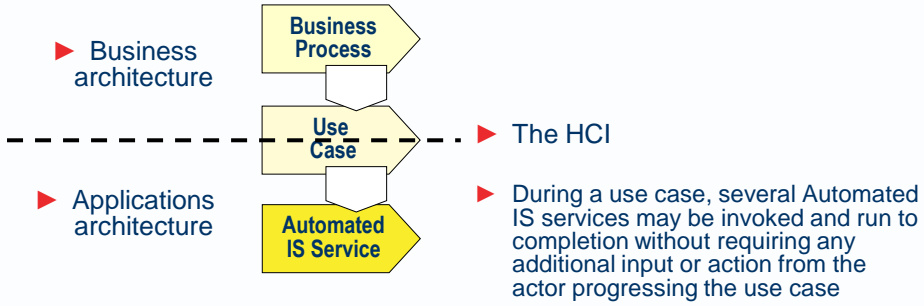 Business
Process
Business
architecture
Use
Case
The HCI
Applications
architecture
Automated
IS Service
During a use case, several Automated
IS services may be invoked and run to
completion without requiring any
additional input or action from the
actor progressing the use case